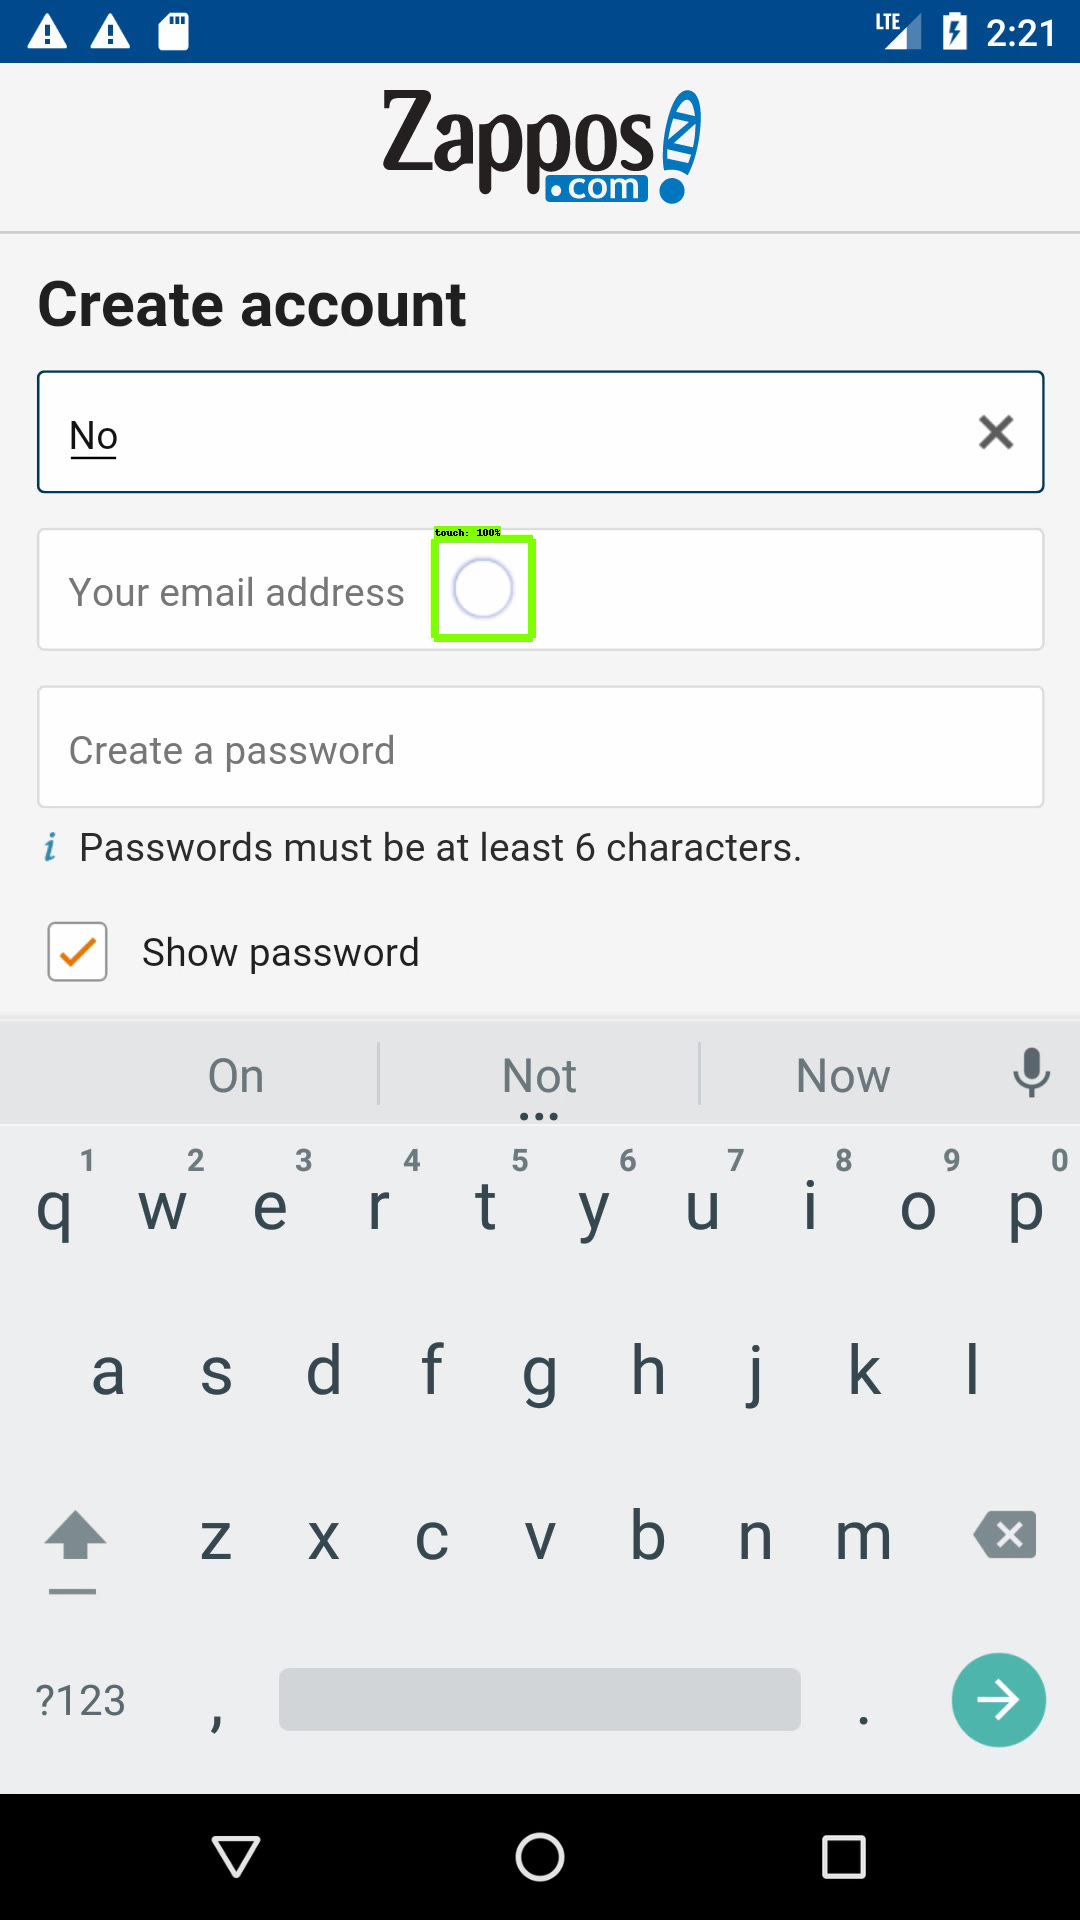 LTE 2:21
Zappos
.com
Create account
No
touch: 100%
Your email address
Create a password
i Passwords must be at least 6 characters.
Show password
On Not Now
1 2 3 4 5 6 7 8 9 0
q w e r t y u i o p
a s d f g h j k l
z x c v b n m
?123 , .